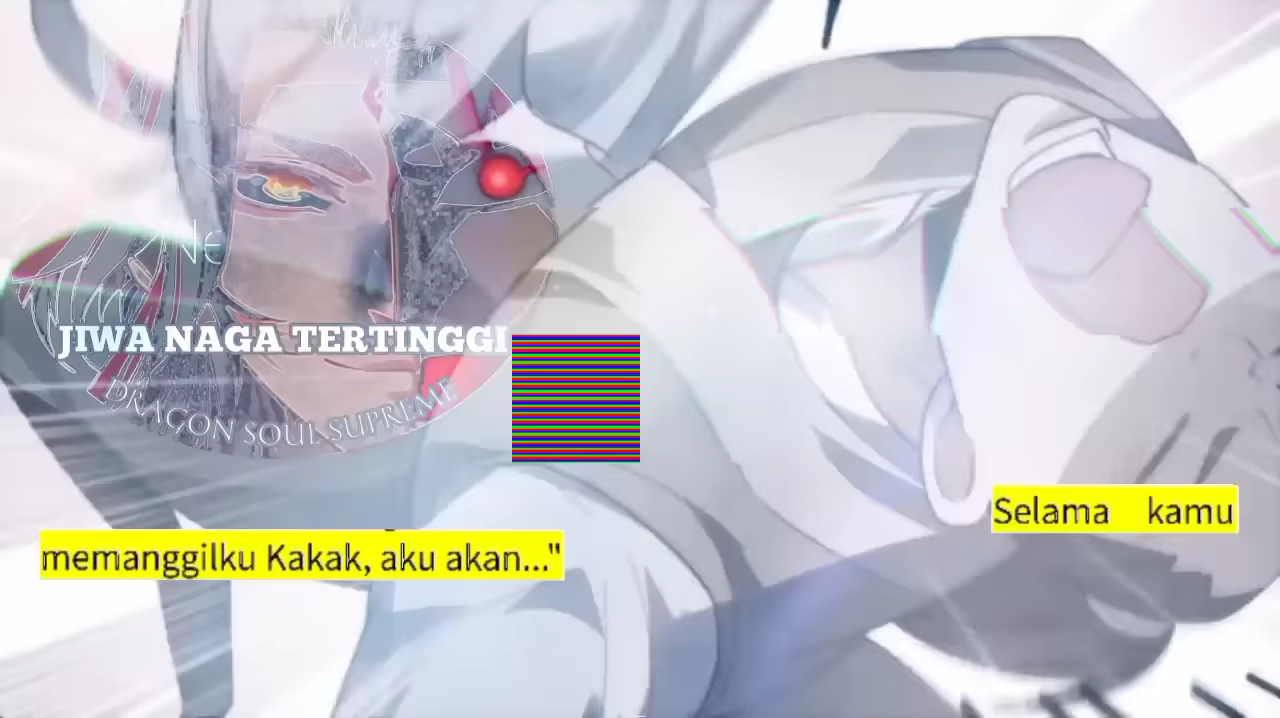 JIWA NAGA TERTINGGI
DRAGON SOUL SUPREME
Selama kamu
memanggilku Kakak, aku akan..."